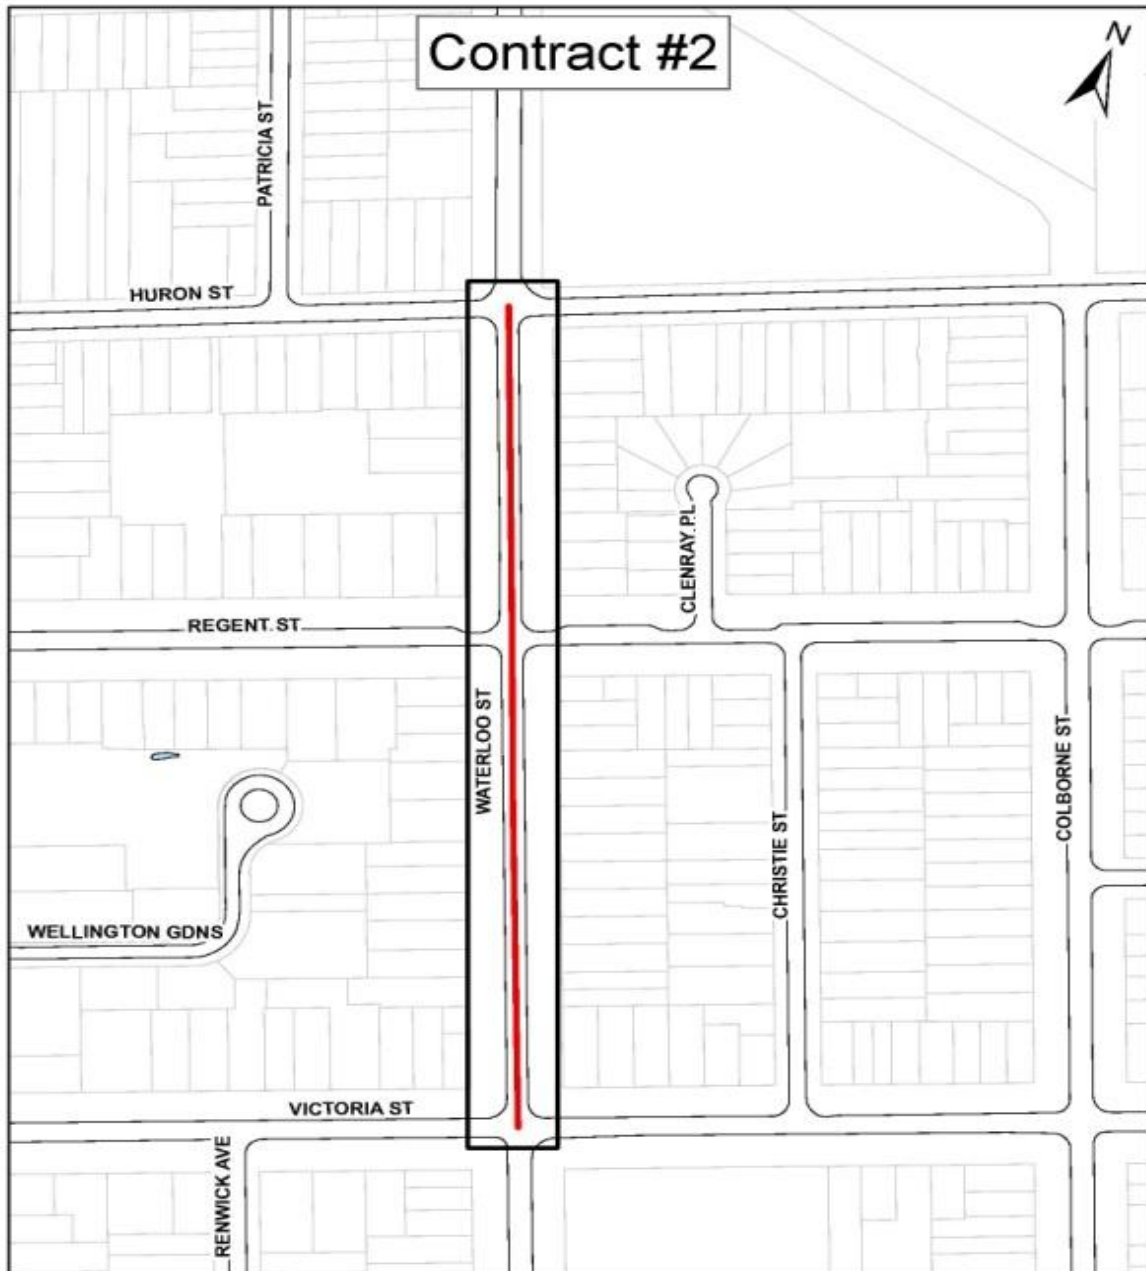 Contract #2
N
PATRICIA ST
HURON ST
CLENRAY PL
REGENT ST
WATERLOO ST
COLBORNE ST
CHRISTIE ST
WELLINGTON GDNS
VICTORIA ST
RENWICK AVE